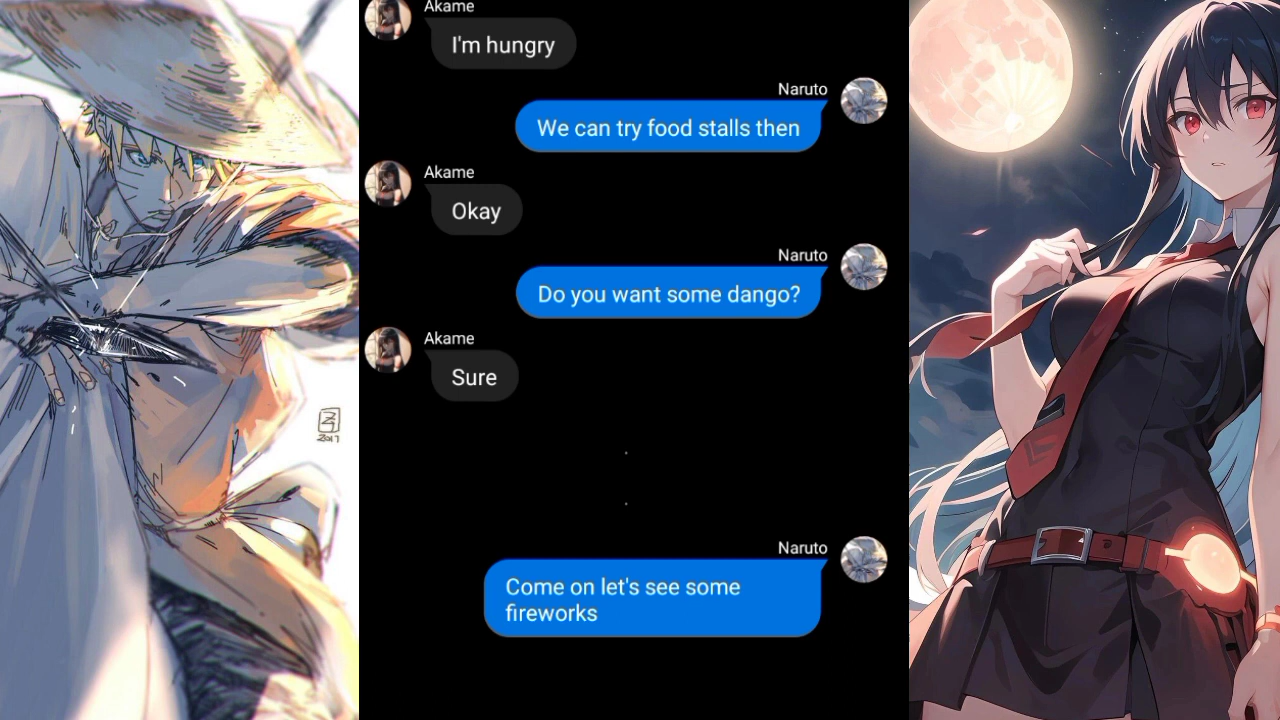 Akame
I'm hungry
Naruto
We can try food stalls then
Akame
Okay
Naruto
Do you want some dango?
Akame
Sure
.
.
Naruto
Come on let's see some
fireworks
2017